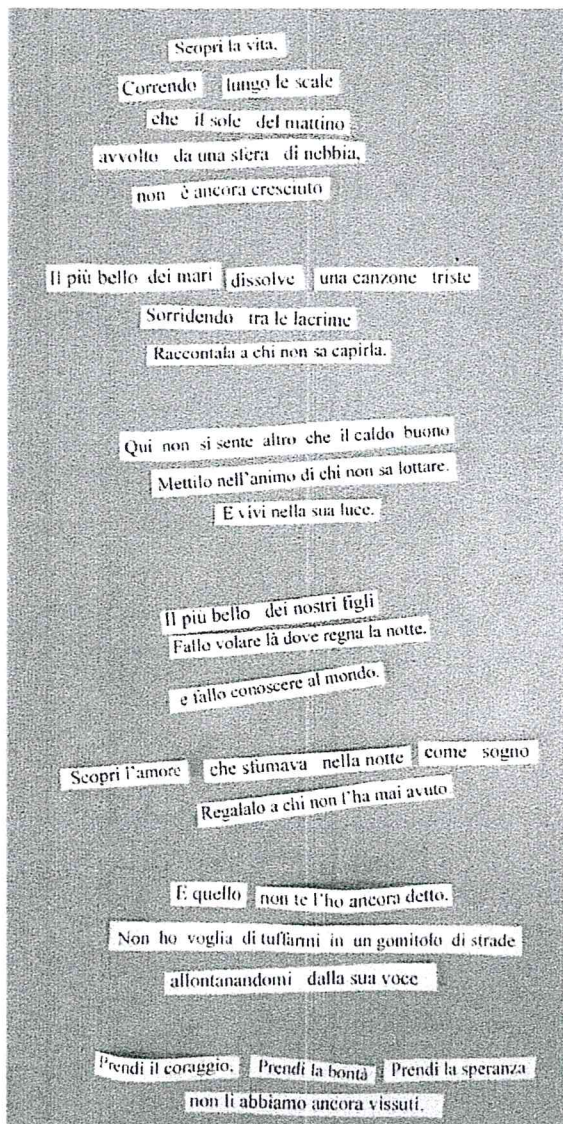 Scopri la vita,
Correndo lungo le scale
che il sole del mattino
avvolto da una sfera di nebbia,
non è ancora cresciuto
Il più bello dei mari dissolve una canzone triste
Sorridendo tra le lacrime
Raccontala a chi non sa capirla.
Qui non si sente altro che il caldo buono
Mettilo nell'animo di chi non sa lottare.
E vivi nella sua luce.
Il più bello dei nostri figli
Fallo volare là dove regna la notte.
e fallo conoscere al mondo.
Scopri l'amore che sfumava nella notte come sogno
Regalalo a chi non l'ha mai avuto
E quello non te l'ho ancora detto.
Non ho voglia di tuffarmi in un gomitolo di strade
allontanandomi dalla sua voce
Prendi il coraggio, Prendi la bontà Prendi la speranza
non li abbiamo ancora vissuti.